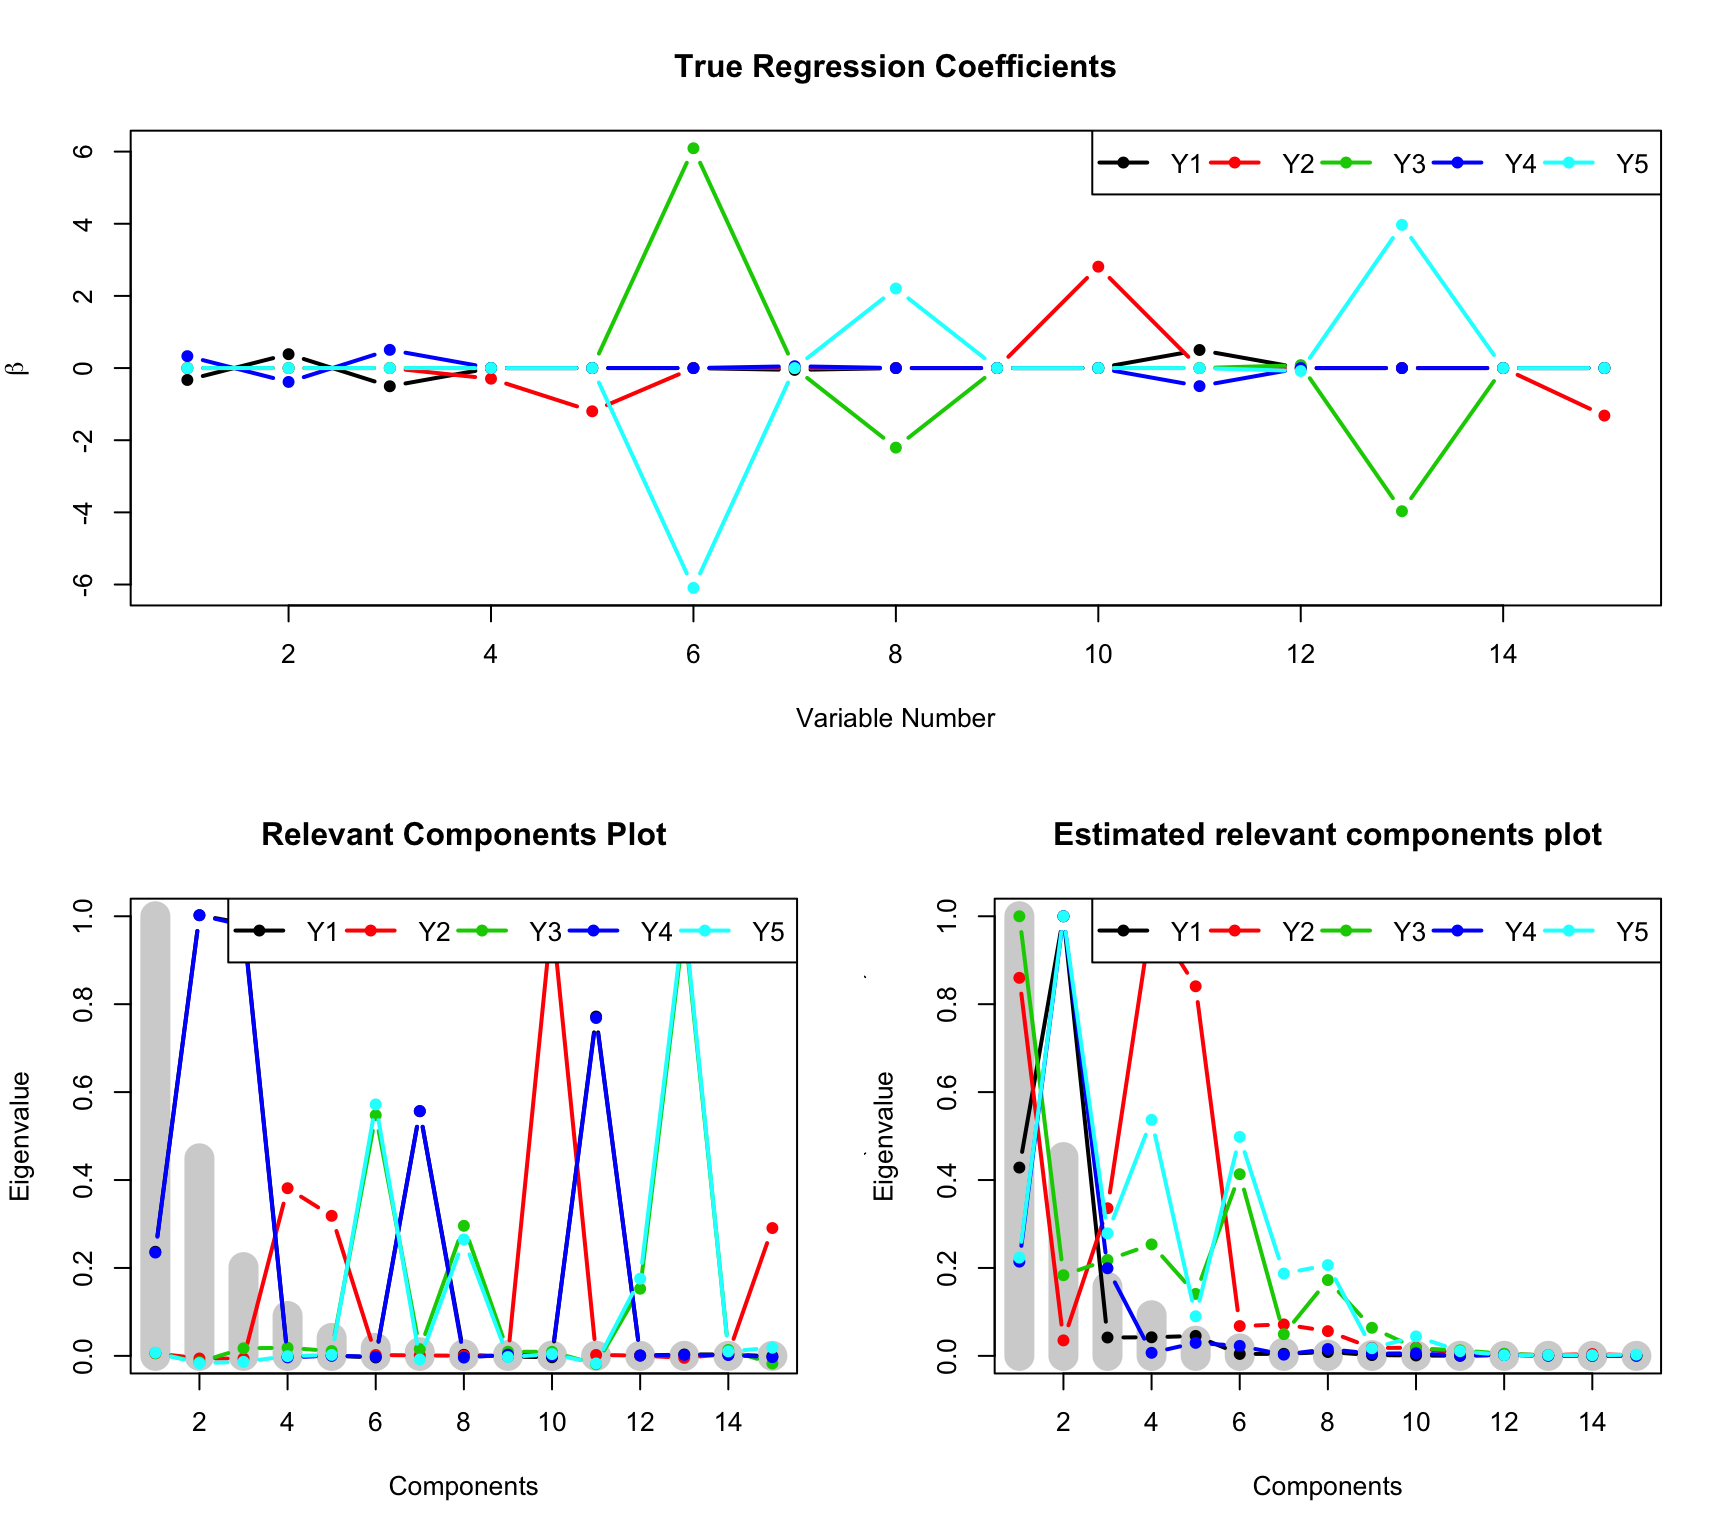 True Regression Coefficients
Y1 Y2 Y3 Y4 Y5
β
6
4
2
0
-2
-4
-6
2 4 6 8 10 12 14
Variable Number
Relevant Components Plot
Y1 Y2 Y3 Y4 Y5
Eigenvalue
1.0
0.8
0.6
0.4
0.2
0.0
2 4 6 8 10 12 14
Components
Estimated relevant components plot
Y1 Y2 Y3 Y4 Y5
Eigenvalue
1.0
0.8
0.6
0.4
0.2
0.0
2 4 6 8 10 12 14
Components